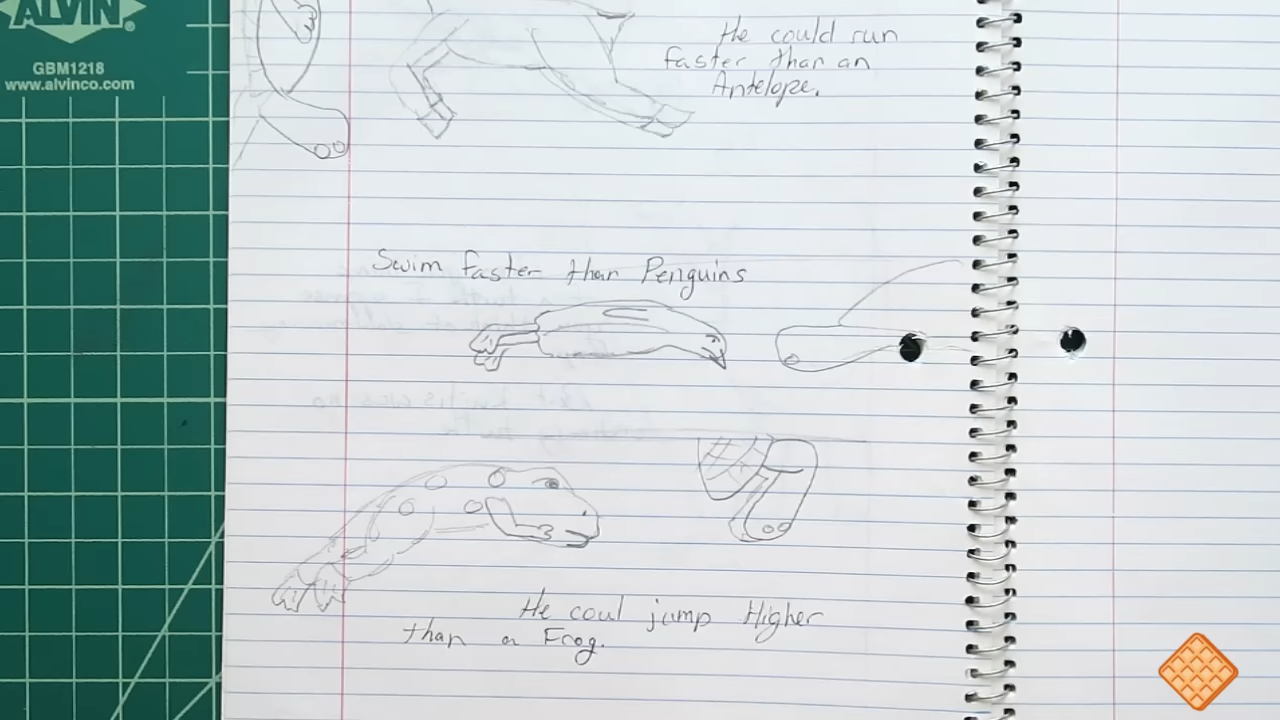 ALVIN®
GBM1218
www.alvinco.com
He could run
faster than an
Antelope.
Swim faster than Penguins
He coul jump Higher
than a Frog.